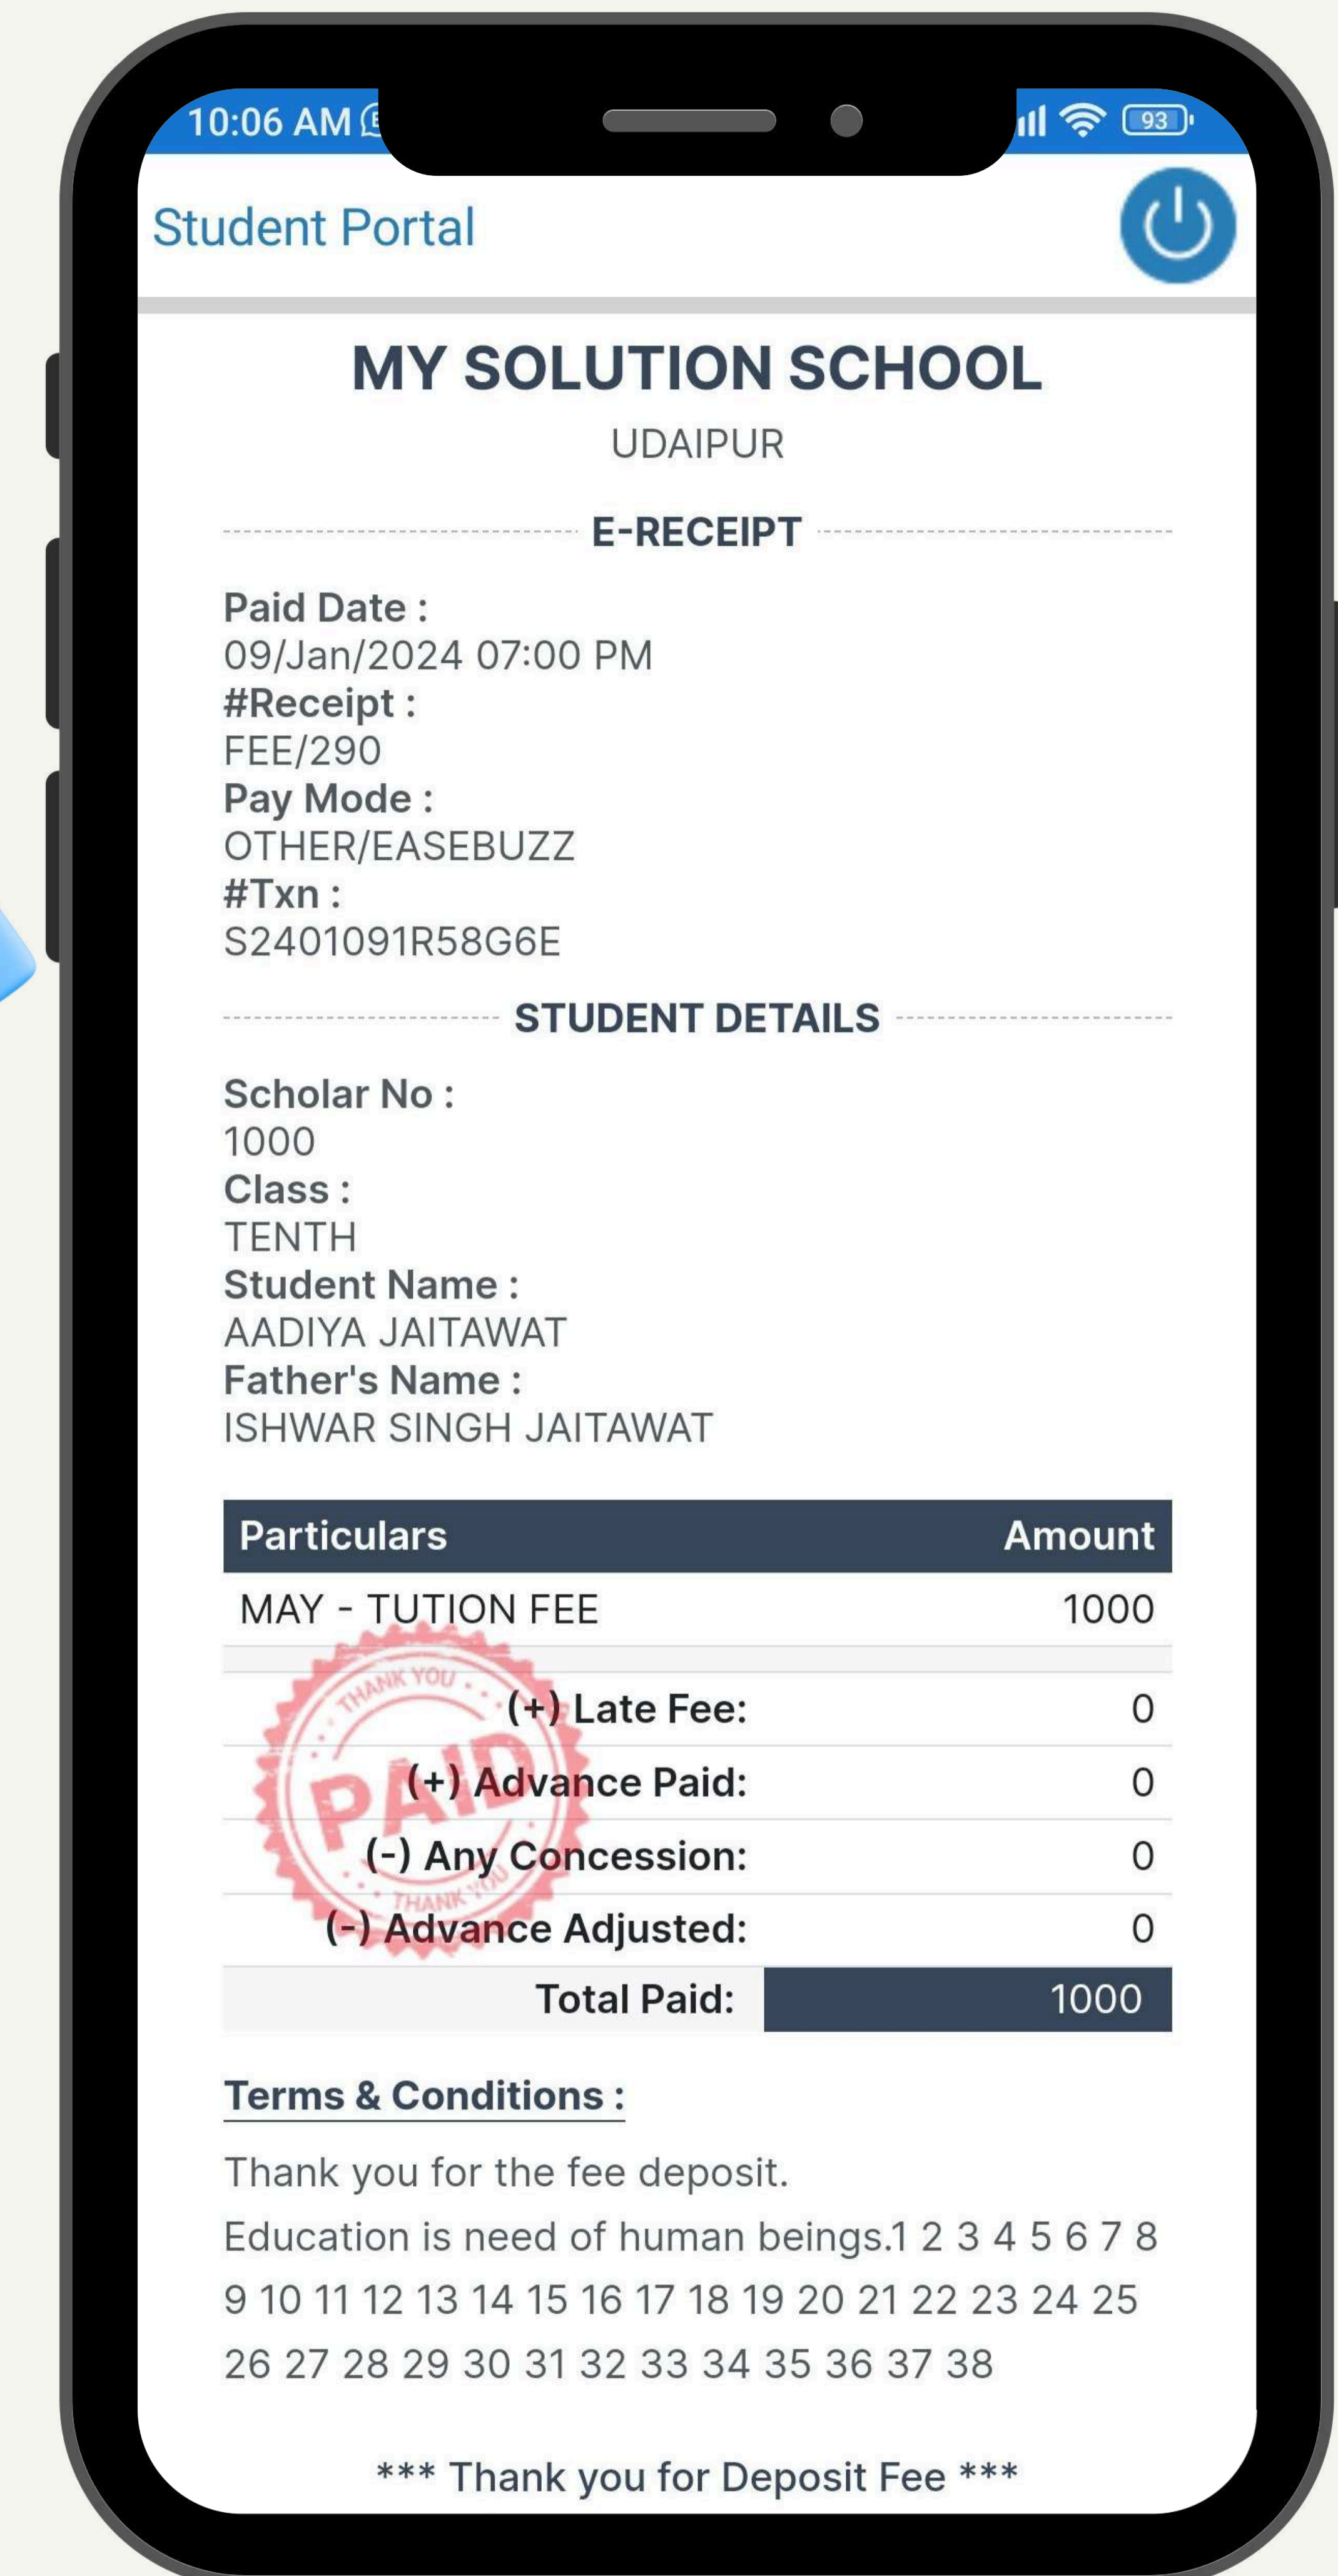 10:06 AM
93
Student Portal
MY SOLUTION SCHOOL
UDAIPUR
E-RECEIPT
Paid Date :
09/Jan/2024 07:00 PM
#Receipt :
FEE/290
Pay Mode :
OTHER/EASEBUZZ
#Txn :
S2401091R58G6E
STUDENT DETAILS
Scholar No :
1000
Class :
TENTH
Student Name :
AADIYA JAITAWAT
Father's Name :
ISHWAR SINGH JAITAWAT
Particulars Amount
MAY - TUTION FEE 1000
THANK YOU
(+) Late Fee: 0
PAID
(+) Advance Paid: 0
(-) Any Concession: 0
THANK YOU
(-) Advance Adjusted: 0
Total Paid: 1000
Terms & Conditions :
Thank you for the fee deposit.
Education is need of human beings.1 2 3 4 5 6 7 8
9 10 11 12 13 14 15 16 17 18 19 20 21 22 23 24 25
26 27 28 29 30 31 32 33 34 35 36 37 38
*** Thank you for Deposit Fee ***